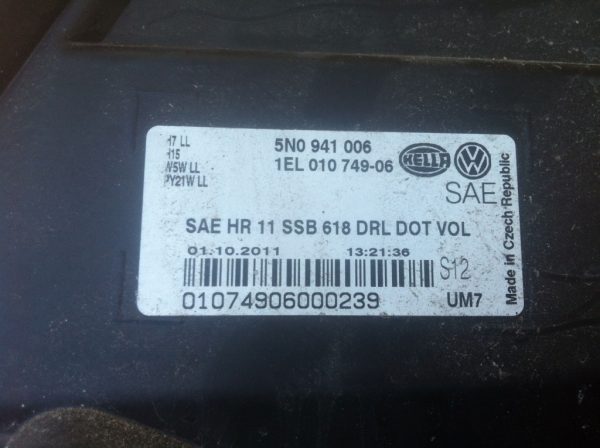 H7 LL
H15
W5W LL
PY21W LL
5N0 941 006
1EL 010 749-06
HELLA
VW
SAE
SAE HR 11 SSB 618 DRL DOT VOL
01.10.2011 13:21:36
S12
01074906000239
UM7
Made in Czech Republic